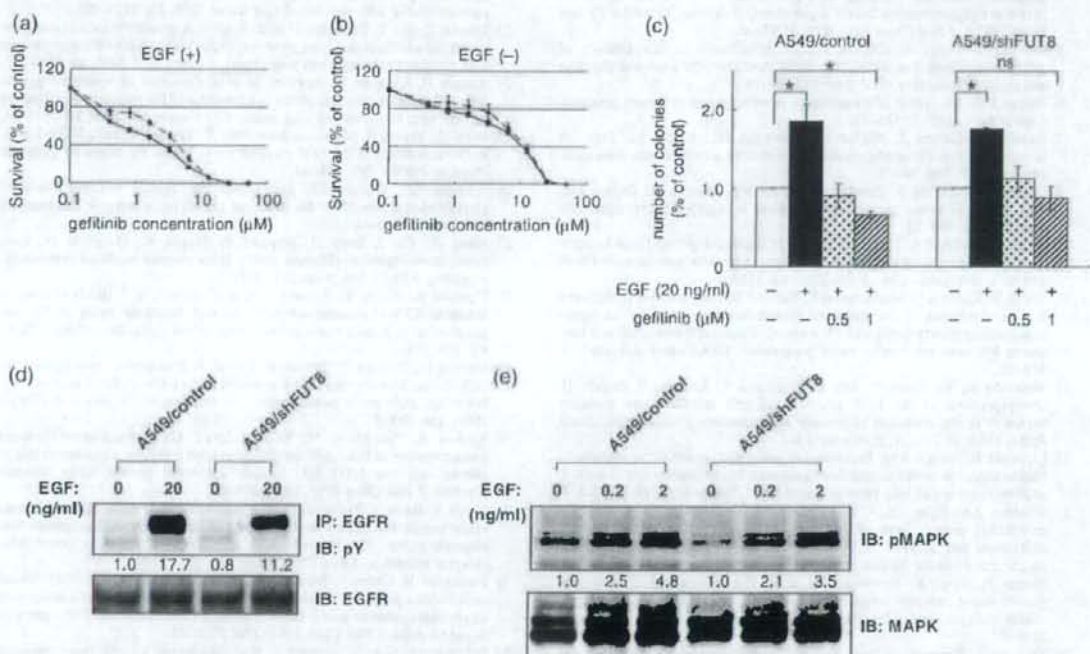 (a)
EGF (+)
Survival (% of control)
120
80
40
0
0.1
1
10
100
gefitinib concentration (μM)
(b)
EGF (−)
Survival (% of control)
120
80
40
0
0.1
1
10
100
gefitinib concentration (μM)
(c)
A549/control
A549/shFUT8
*
*
*
ns
number of colonies
(% of control)
2.0
1.0
0
EGF (20 ng/ml) − + + + − + + +
gefitinib (μM) − − 0.5 1 − − 0.5 1
(d)
A549/control
A549/shFUT8
EGF: 0 20 0 20
(ng/ml)
IP: EGFR
IB: pY
1.0 17.7 0.8 11.2
IB: EGFR
(e)
A549/control
A549/shFUT8
EGF: 0 0.2 2 0 0.2 2
(ng/ml)
IB: pMAPK
1.0 2.5 4.8 1.0 2.1 3.5
IB: MAPK